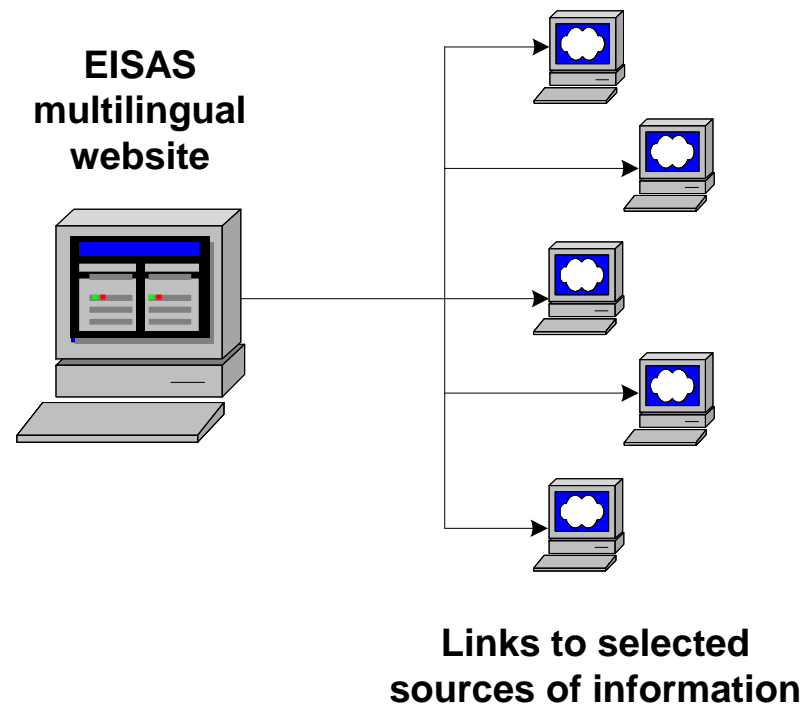 EISAS
multilingual
website
Links to selected
sources of information